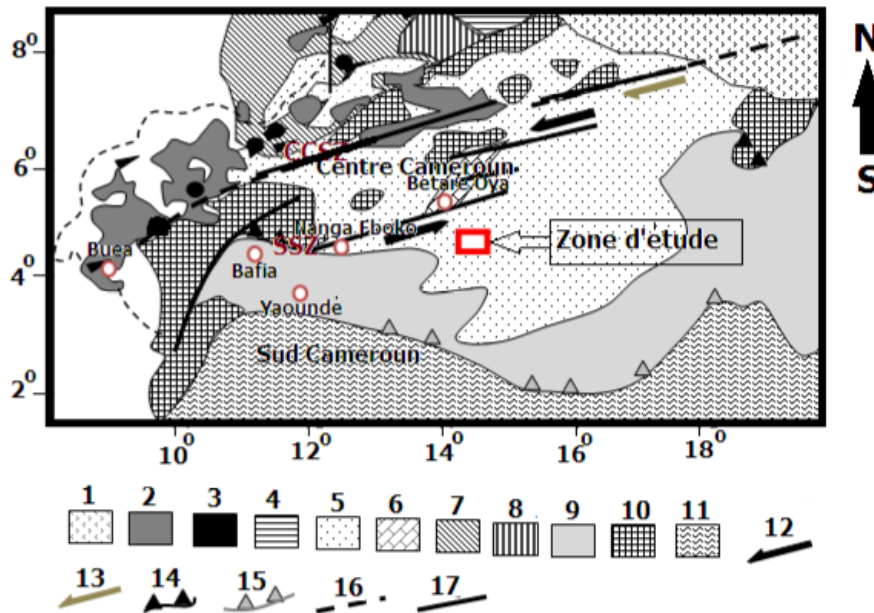 8⁰
N
6⁰
S
CCSZ
Centre Cameroun
Betare Oya
Nanga Eboko
Zone d'etude
Buea
SSZ
4⁰
Bafia
Yaoundé
Sud Cameroun
2⁰
10⁰ 12⁰ 14⁰ 16⁰ 18⁰
1 2 3 4 5 6 7 8 9 10 11 12
13 14 15 16 17